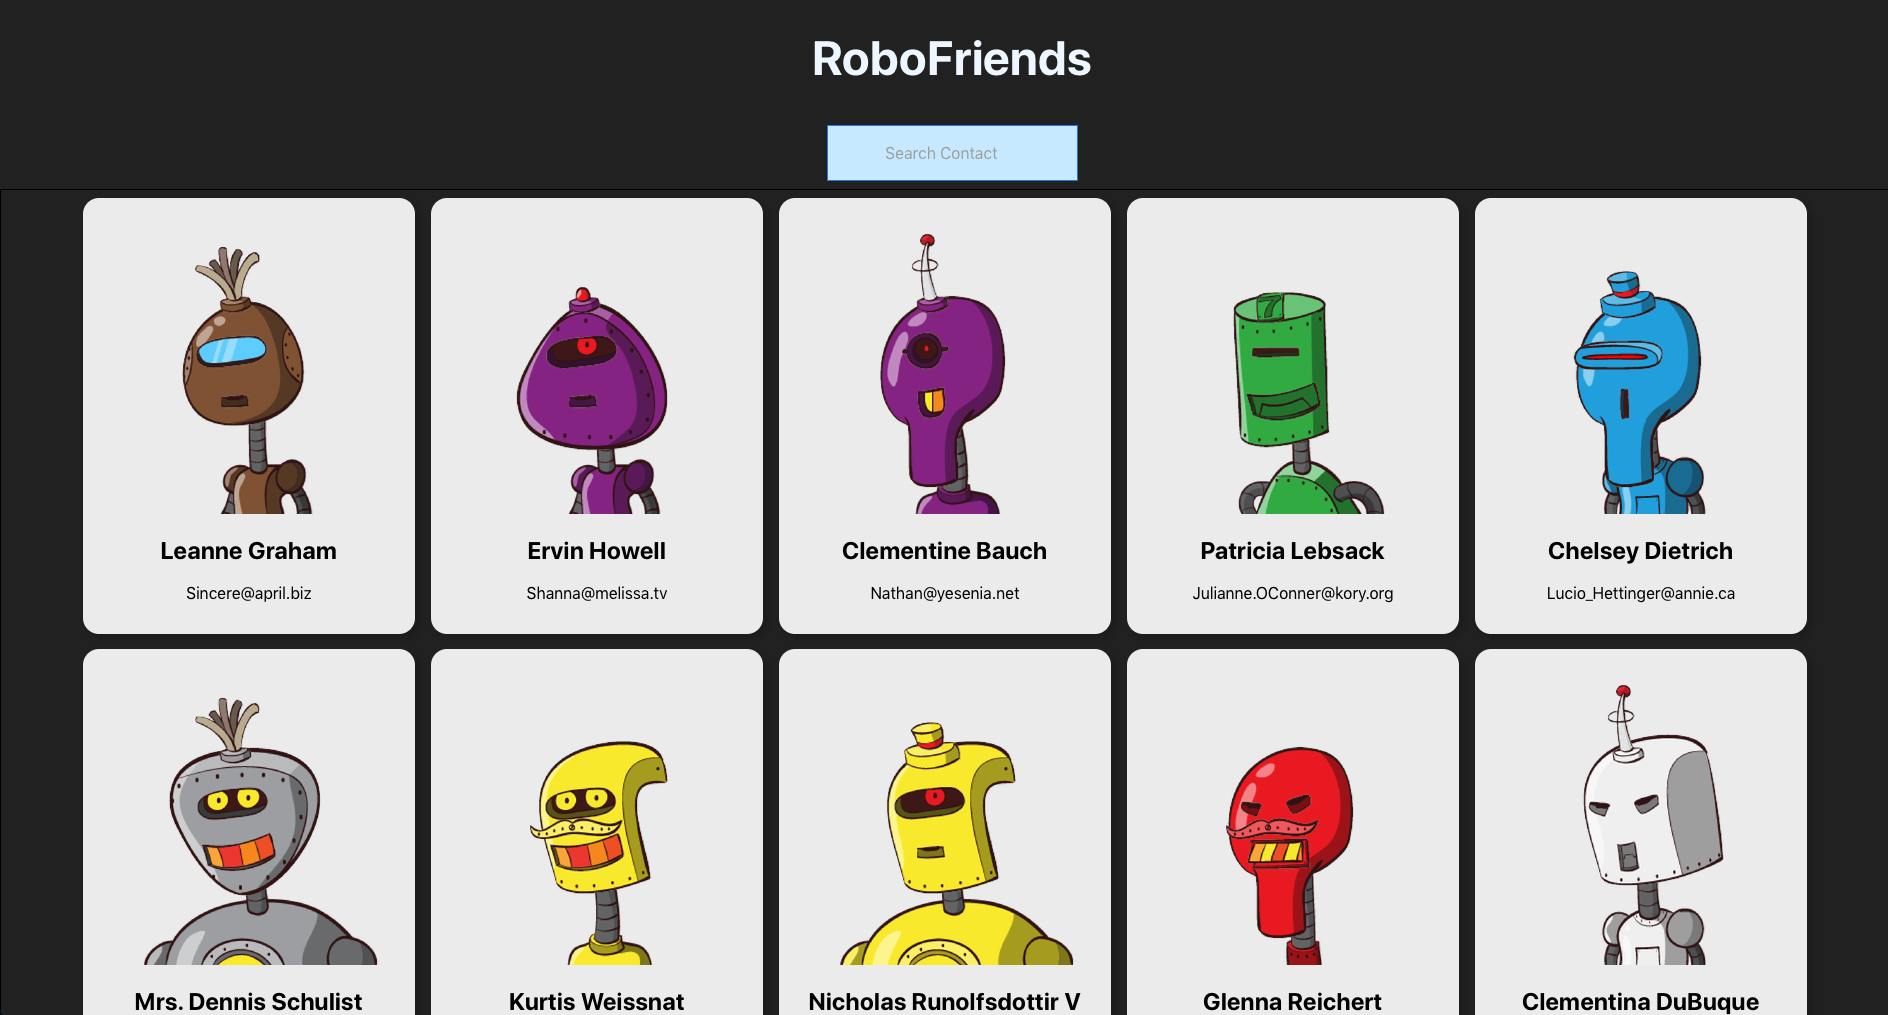 RoboFriends
Search Contact
7
Leanne Graham
Ervin Howell
Clementine Bauch
Patricia Lebsack
Chelsey Dietrich
Sincere@april.biz
Shanna@melissa.tv
Nathan@yesenia.net
Julianne.OConner@kory.org
Lucio_Hettinger@annie.ca
Mrs. Dennis Schulist
Kurtis Weissnat
Nicholas Runolfsdottir V
Glenna Reichert
Clementina DuBuque